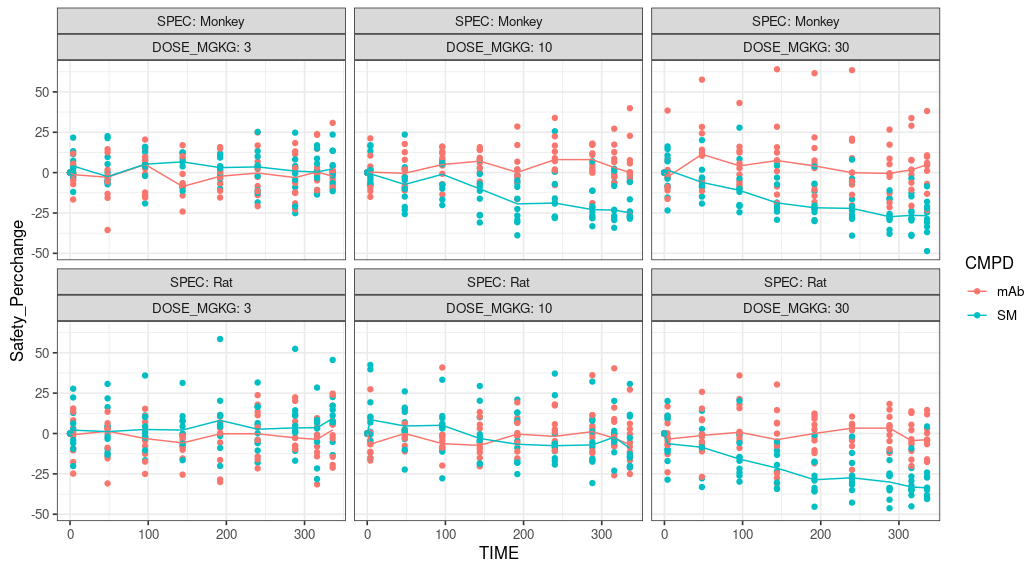 SPEC: Monkey
SPEC: Monkey
SPEC: Monkey
DOSE_MGKG: 3
DOSE_MGKG: 10
DOSE_MGKG: 30
50
25
0
-25
-50
SPEC: Rat
SPEC: Rat
SPEC: Rat
DOSE_MGKG: 3
DOSE_MGKG: 10
DOSE_MGKG: 30
50
25
0
-25
-50
0
100
200
300
0
100
200
300
0
100
200
300
TIME
Safety_Percchange
CMPD
mAb
SM